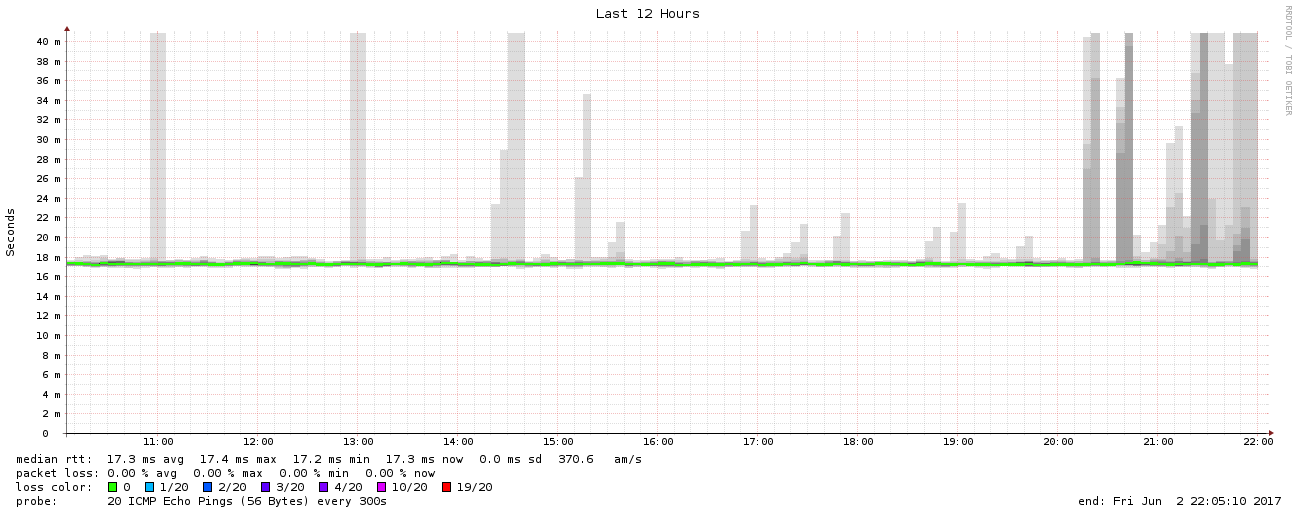 Last 12 Hours
RRDTOOL / TOBI OETIKER
Seconds
40 m
38 m
36 m
34 m
32 m
30 m
28 m
26 m
24 m
22 m
20 m
18 m
16 m
14 m
12 m
10 m
8 m
6 m
4 m
2 m
0
11:00 12:00 13:00 14:00 15:00 16:00 17:00 18:00 19:00 20:00 21:00 22:00
median rtt: 17.3 ms avg 17.4 ms max 17.2 ms min 17.3 ms now 0.0 ms sd 370.6 am/s
packet loss: 0.00 % avg 0.00 % max 0.00 % min 0.00 % now
loss color: 0 1/20 2/20 3/20 4/20 10/20 19/20
probe: 20 ICMP Echo Pings (56 Bytes) every 300s end: Fri Jun 2 22:05:10 2017